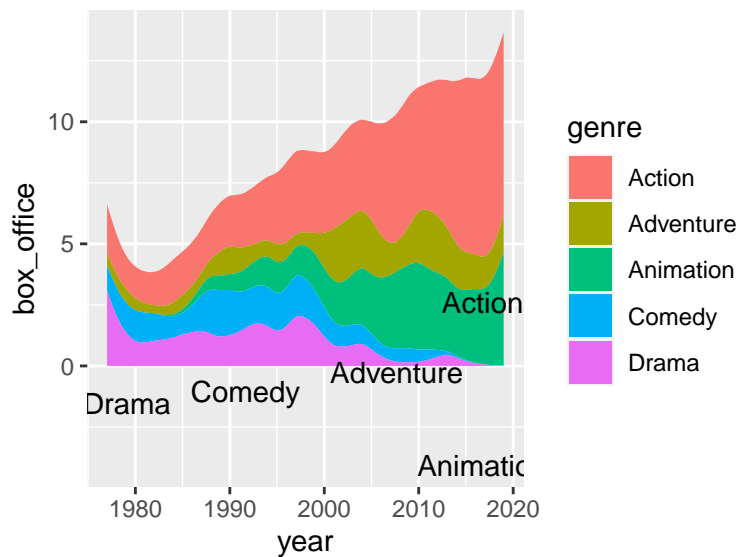 10
5
0
box_office
Action
Adventure
Drama
Comedy
Animatio
1980
1990
2000
2010
2020
year
genre
Action
Adventure
Animation
Comedy
Drama